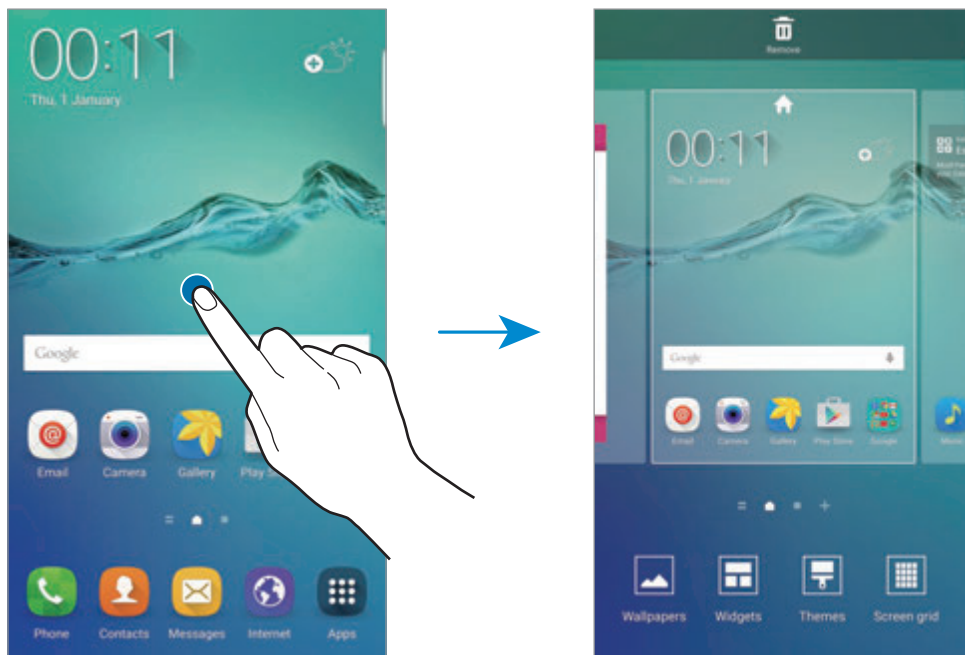 00:11
Thu, 1 January
Google
Email
Camera
Gallery
Play
Phone
Contacts
Messages
Internet
Apps
Remove
00:11
Thu, 1 January
Google
Email
Camera
Gallery
Play Store
Google
Music
Wallpapers
Widgets
Themes
Screen grid